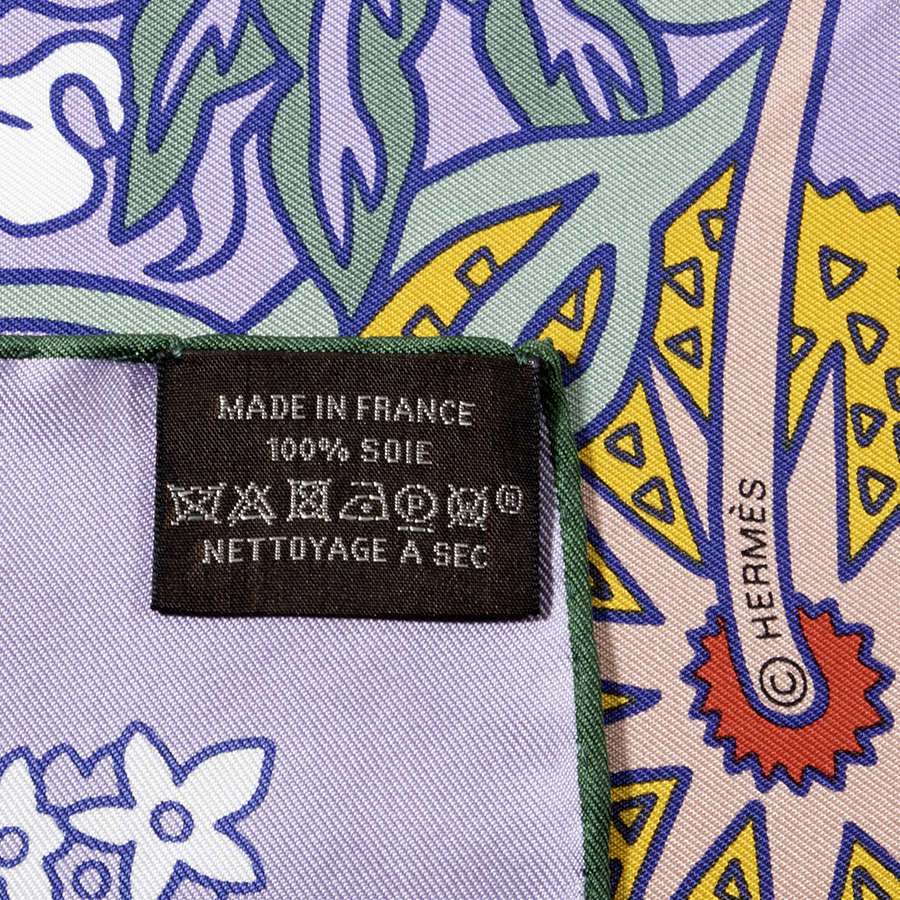 MADE IN FRANCE
100% SOIE
P ®
NETTOYAGE À SEC
© HERMÈS